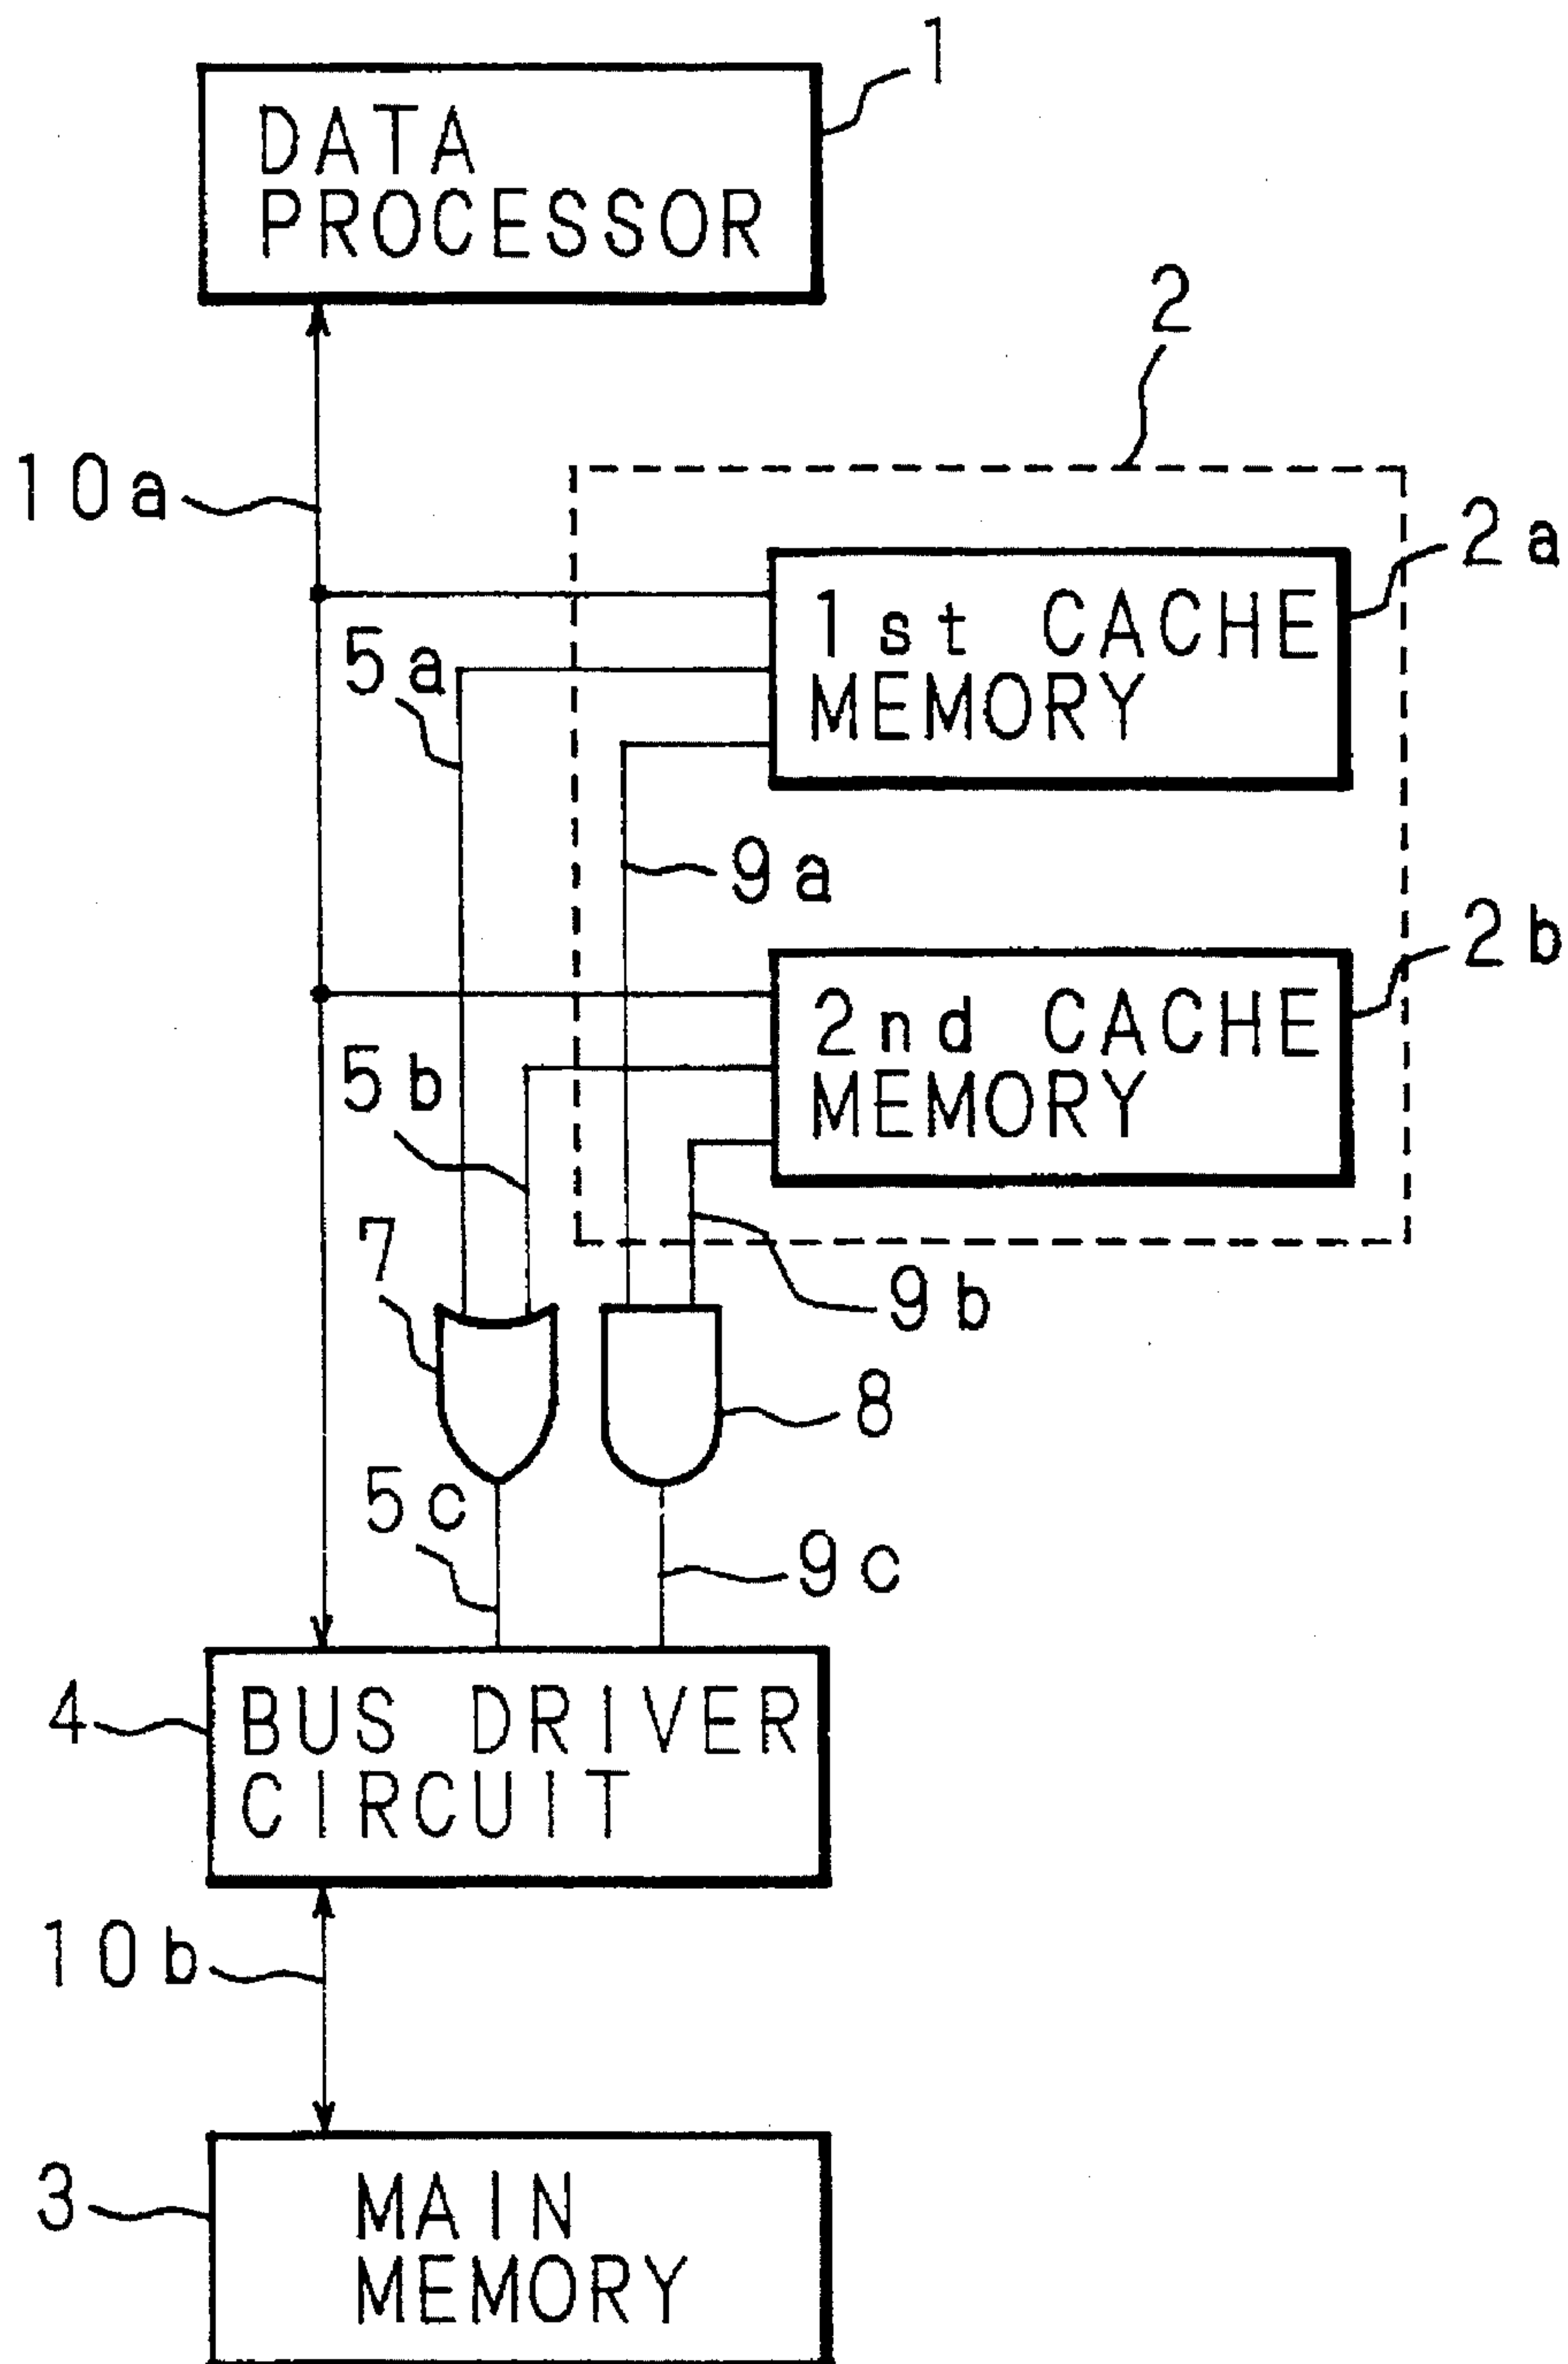 1
DATA
PROCESSOR
2
10a
2a
1st CACHE
MEMORY
5a
9a
2b
2nd CACHE
MEMORY
5b
7
9b
8
5c
9c
4
BUS DRIVER
CIRCUIT
10b
3
MAIN
MEMORY